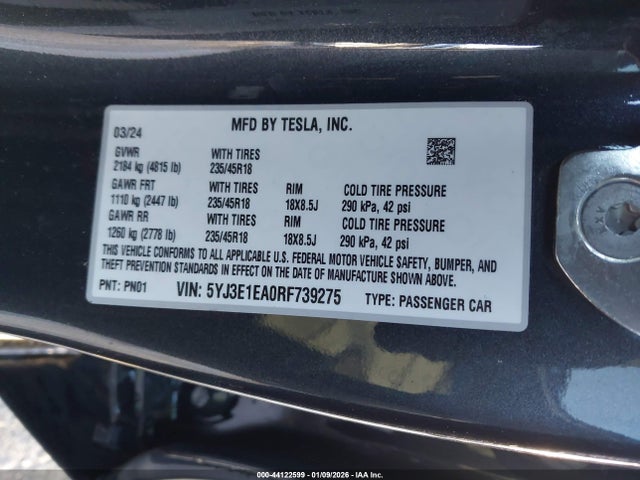 03/24 MFD BY TESLA, INC.
GVWR WITH TIRES
2184 kg (4815 lb) 235/45R18
GAWR FRT WITH TIRES RIM COLD TIRE PRESSURE
1110 kg (2447 lb) 235/45R18 18X8.5J 290 kPa, 42 psi
GAWR RR WITH TIRES RIM COLD TIRE PRESSURE
1260 kg (2778 lb) 235/45R18 18X8.5J 290 kPa, 42 psi
THIS VEHICLE CONFORMS TO ALL APPLICABLE U.S. FEDERAL MOTOR VEHICLE SAFETY, BUMPER, AND
THEFT PREVENTION STANDARDS IN EFFECT ON THE DATE OF MANUFACTURE SHOWN ABOVE.
PNT: PN01 VIN: 5YJ3E1EA0RF739275 TYPE: PASSENGER CAR
000-44122599 - 01/09/2026 - IAA Inc.